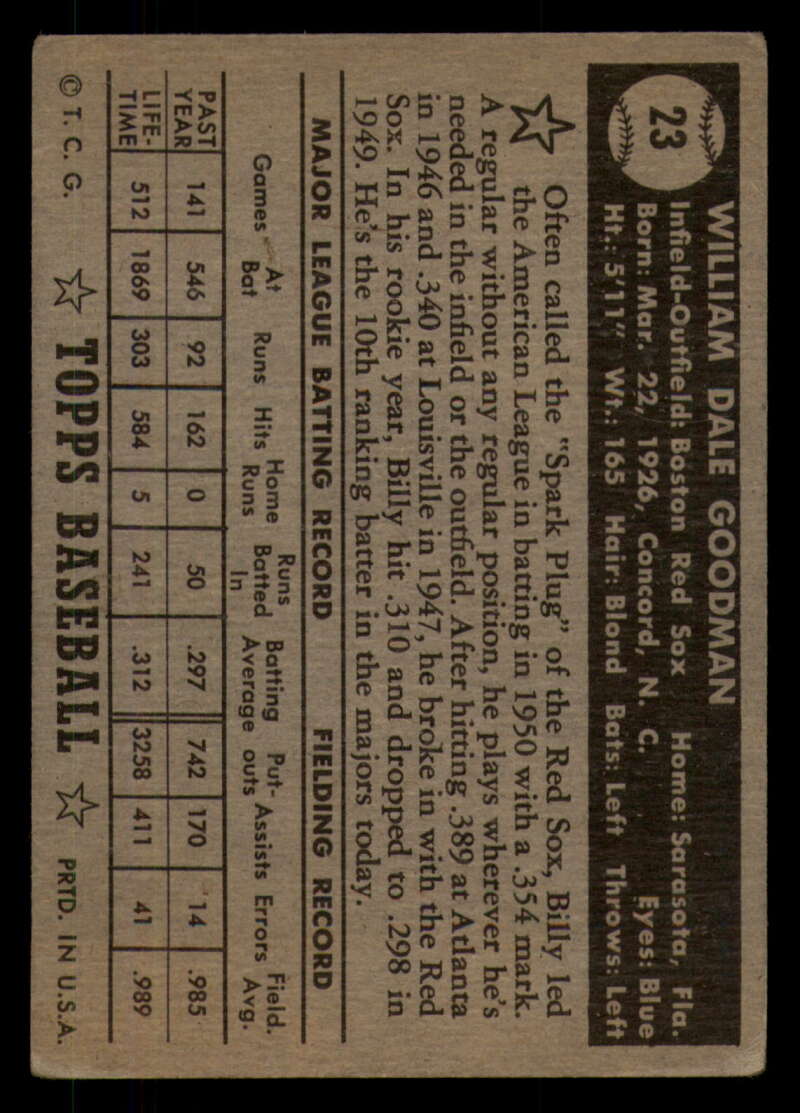 23
WILLIAM DALE GOODMAN
Infield-Outfield: Boston Red Sox Home: Sarasota, Fla.
Born: Mar. 22, 1926, Concord, N. C. Eyes: Blue
Ht.: 5'11" Wt.: 165 Hair: Blond Bats: Left Throws: Left
Often called the "Spark Plug" of the Red Sox, Billy led
the American League in batting in 1950 with a .354 mark.
A regular without any regular position, he plays wherever he's
needed in the infield or the outfield. After hitting .389 at Atlanta
in 1946 and .340 at Louisville in 1947, he broke in with the Red
Sox. In his rookie year, Billy hit .310 and dropped to .298 in
1949. He's the 10th ranking batter in the majors today.
MAJOR LEAGUE BATTING RECORD FIELDING RECORD
Games At Bat Runs Hits Home Runs Runs Batted In Batting Average Put-outs Assists Errors Field. Avg.
PAST YEAR 141 546 92 162 0 50 .297 742 170 14 .985
LIFE-TIME 512 1869 303 584 5 241 .312 3258 411 41 .989
© T. C. G. TOPPS BASEBALL PRTD. IN U.S.A.